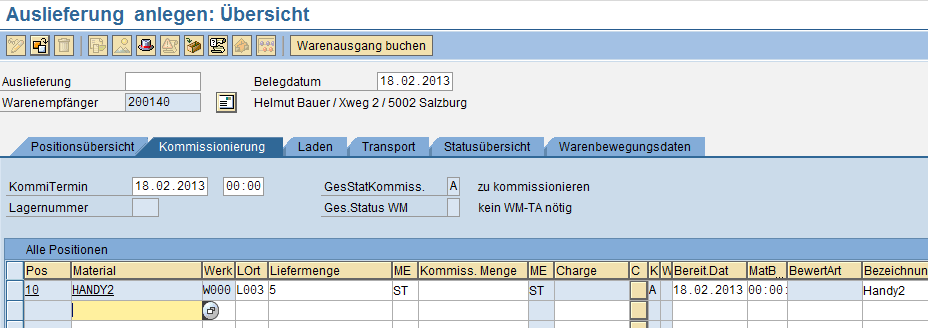 Auslieferung anlegen: Übersicht
Warenausgang buchen
Auslieferung Belegdatum 18.02.2013
Warenempfänger 200140 Helmut Bauer / Xweg 2 / 5002 Salzburg
Positionsübersicht Kommissionierung Laden Transport Statusübersicht Warenbewegungsdaten
KommiTermin 18.02.2013 00:00 GesStatKommiss. A zu kommissionieren
Lagernummer Ges.Status WM kein WM-TA nötig
Alle Positionen
Pos Material Werk LOrt Liefermenge ME Kommiss. Menge ME Charge C K W Bereit.Dat MatB... BewertArt Bezeichnun
10 HANDY2 W000 L003 5 ST ST A 18.02.2013 00:00: Handy2